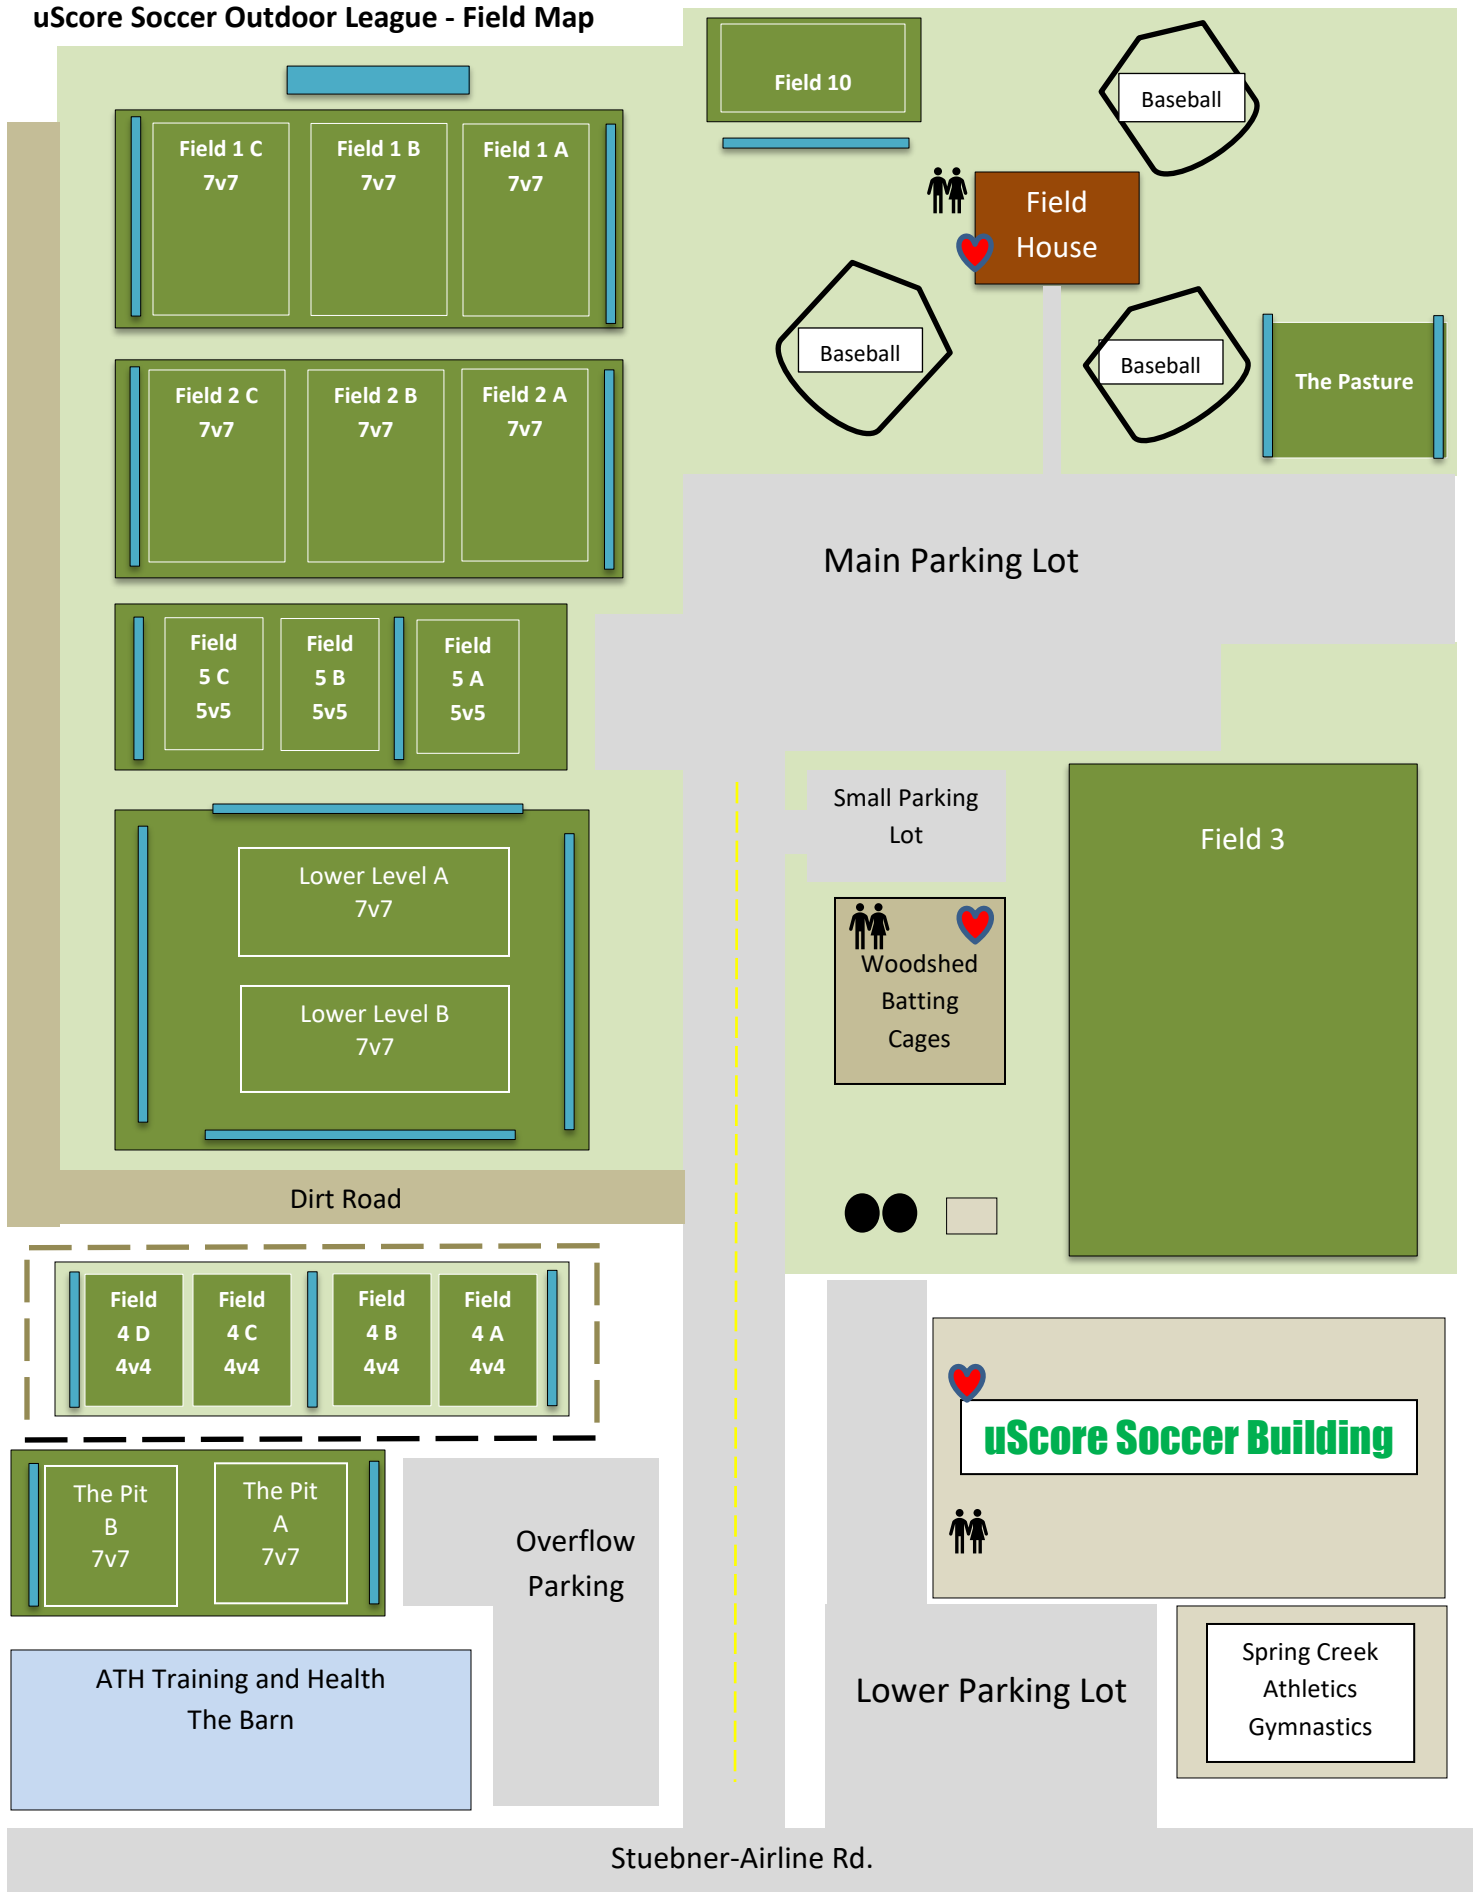 uScore Soccer Outdoor League - Field Map
Field 10
Baseball
Field 1 C
7v7
Field 1 B
7v7
Field 1 A
7v7
Field
House
Baseball
Baseball
The Pasture
Field 2 C
7v7
Field 2 B
7v7
Field 2 A
7v7
Main Parking Lot
Field
5 C
5v5
Field
5 B
5v5
Field
5 A
5v5
Small Parking
Lot
Field 3
Lower Level A
7v7
Lower Level B
7v7
Woodshed
Batting
Cages
Dirt Road
Field
4 D
4v4
Field
4 C
4v4
Field
4 B
4v4
Field
4 A
4v4
uScore Soccer Building
The Pit
B
7v7
The Pit
A
7v7
Overflow
Parking
ATH Training and Health
The Barn
Lower Parking Lot
Spring Creek
Athletics
Gymnastics
Stuebner-Airline Rd.